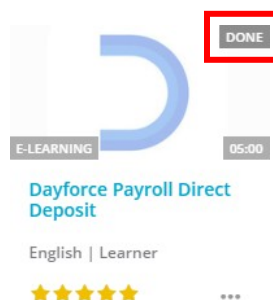 DONE
E-LEARNING
05:00
Dayforce Payroll Direct
Deposit
English | Learner